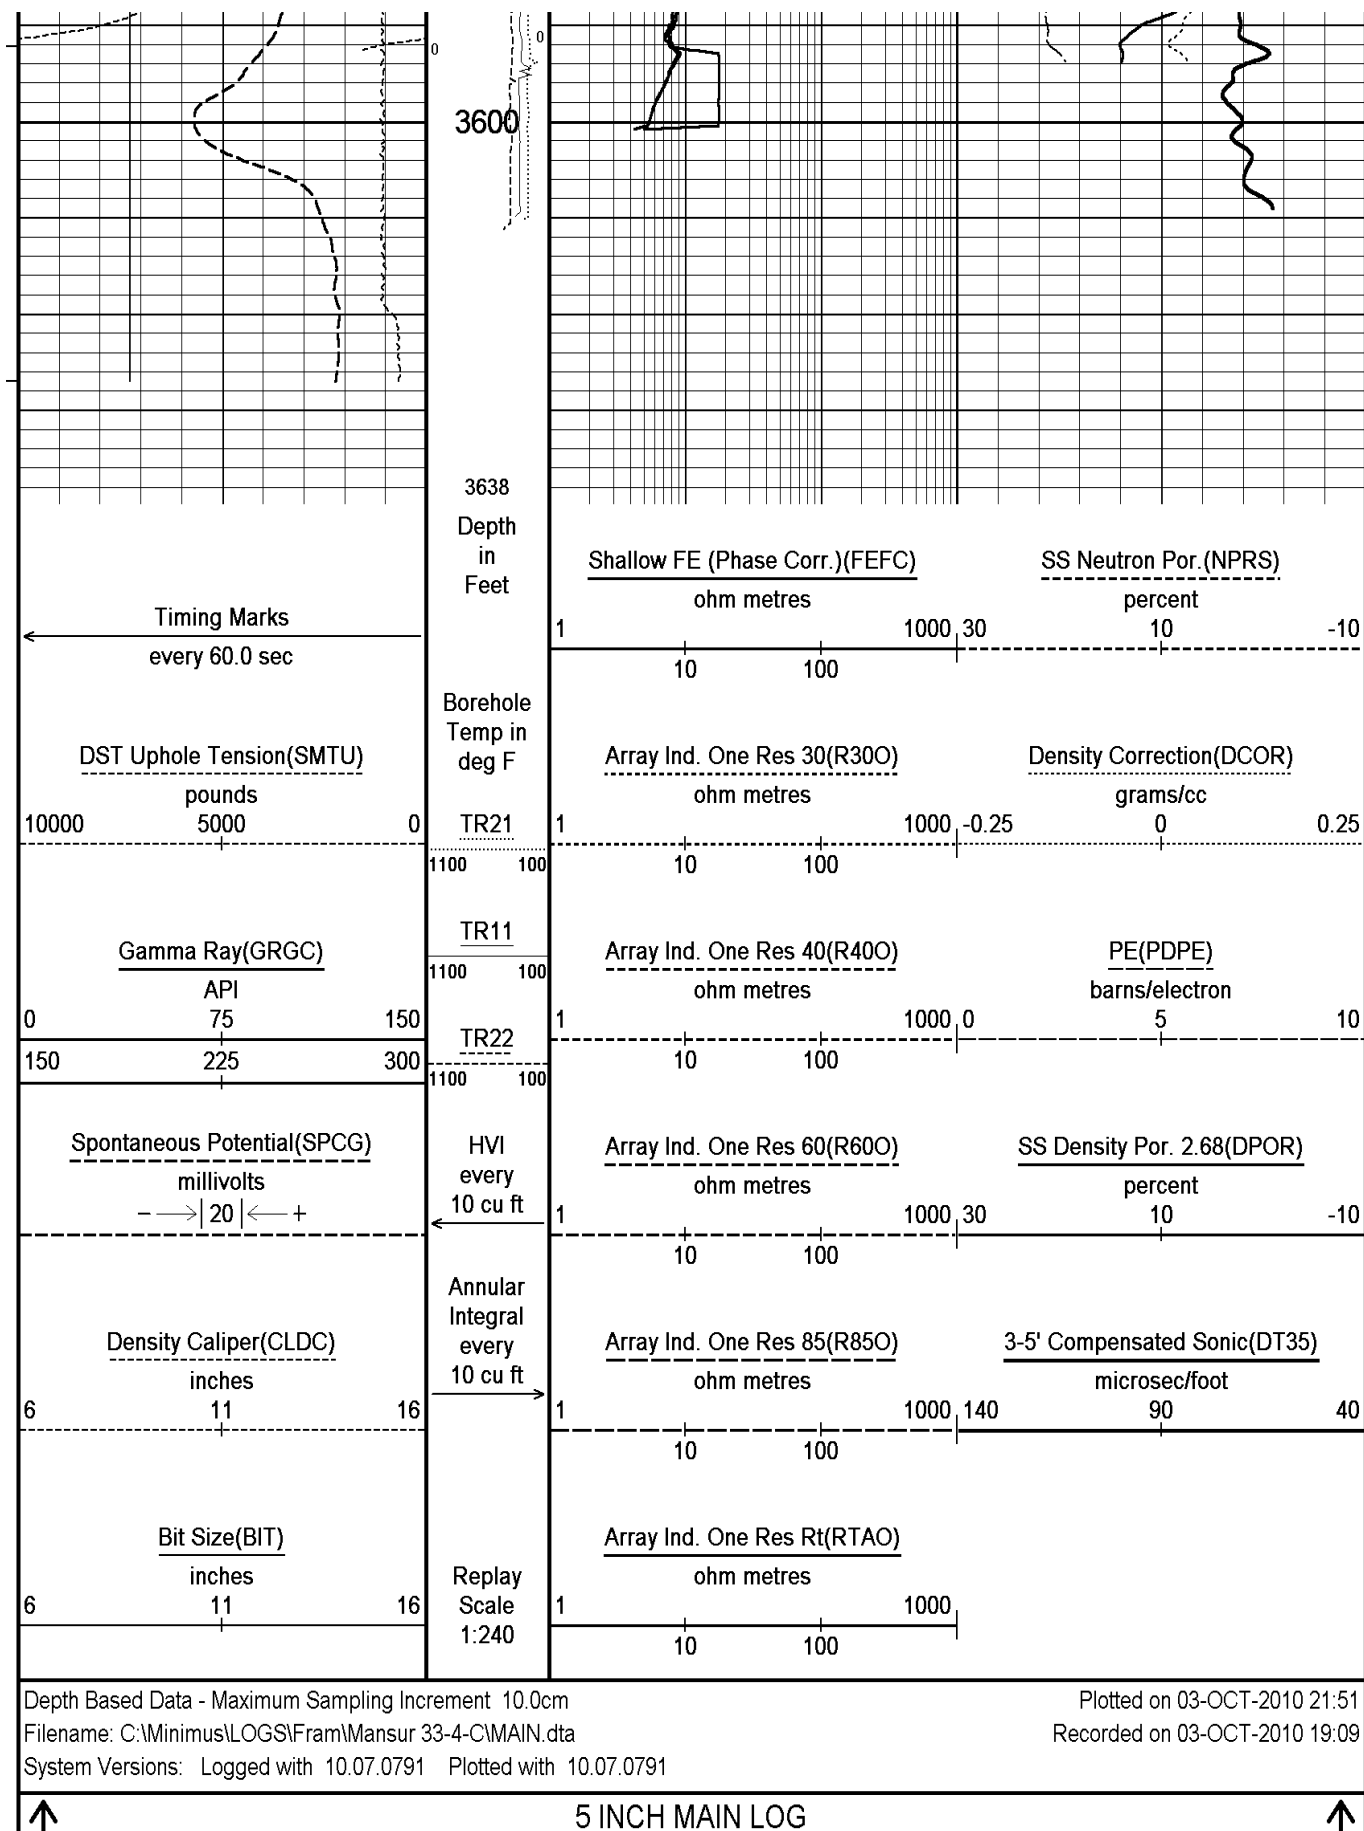 0
0
3600
3638
Depth
in
Feet
Timing Marks
every 60.0 sec
DST Uphole Tension(SMTU)
pounds
10000 5000 0
Gamma Ray(GRGC)
API
0 75 150
150 225 300
Spontaneous Potential(SPCG)
millivolts
− 20 +
Density Caliper(CLDC)
inches
6 11 16
Bit Size(BIT)
inches
6 11 16
Borehole
Temp in
deg F
TR21
1100 100
TR11
1100 100
TR22
1100 100
HVI
every
10 cu ft
Annular
Integral
every
10 cu ft
Replay
Scale
1:240
Shallow FE (Phase Corr.)(FEFC)
ohm metres
1 1000
10 100
Array Ind. One Res 30(R30O)
ohm metres
1 1000
10 100
Array Ind. One Res 40(R40O)
ohm metres
1 1000
10 100
Array Ind. One Res 60(R60O)
ohm metres
1 1000
10 100
Array Ind. One Res 85(R85O)
ohm metres
1 1000
10 100
Array Ind. One Res Rt(RTAO)
ohm metres
1 1000
10 100
SS Neutron Por.(NPRS)
percent
30 10 -10
Density Correction(DCOR)
grams/cc
-0.25 0 0.25
PE(PDPE)
barns/electron
0 5 10
SS Density Por. 2.68(DPOR)
percent
30 10 -10
3-5' Compensated Sonic(DT35)
microsec/foot
140 90 40
Depth Based Data - Maximum Sampling Increment 10.0cm
Plotted on 03-OCT-2010 21:51
Filename: C:\Minimus\LOGS\Fram\Mansur 33-4-C\MAIN.dta
Recorded on 03-OCT-2010 19:09
System Versions: Logged with 10.07.0791 Plotted with 10.07.0791
5 INCH MAIN LOG